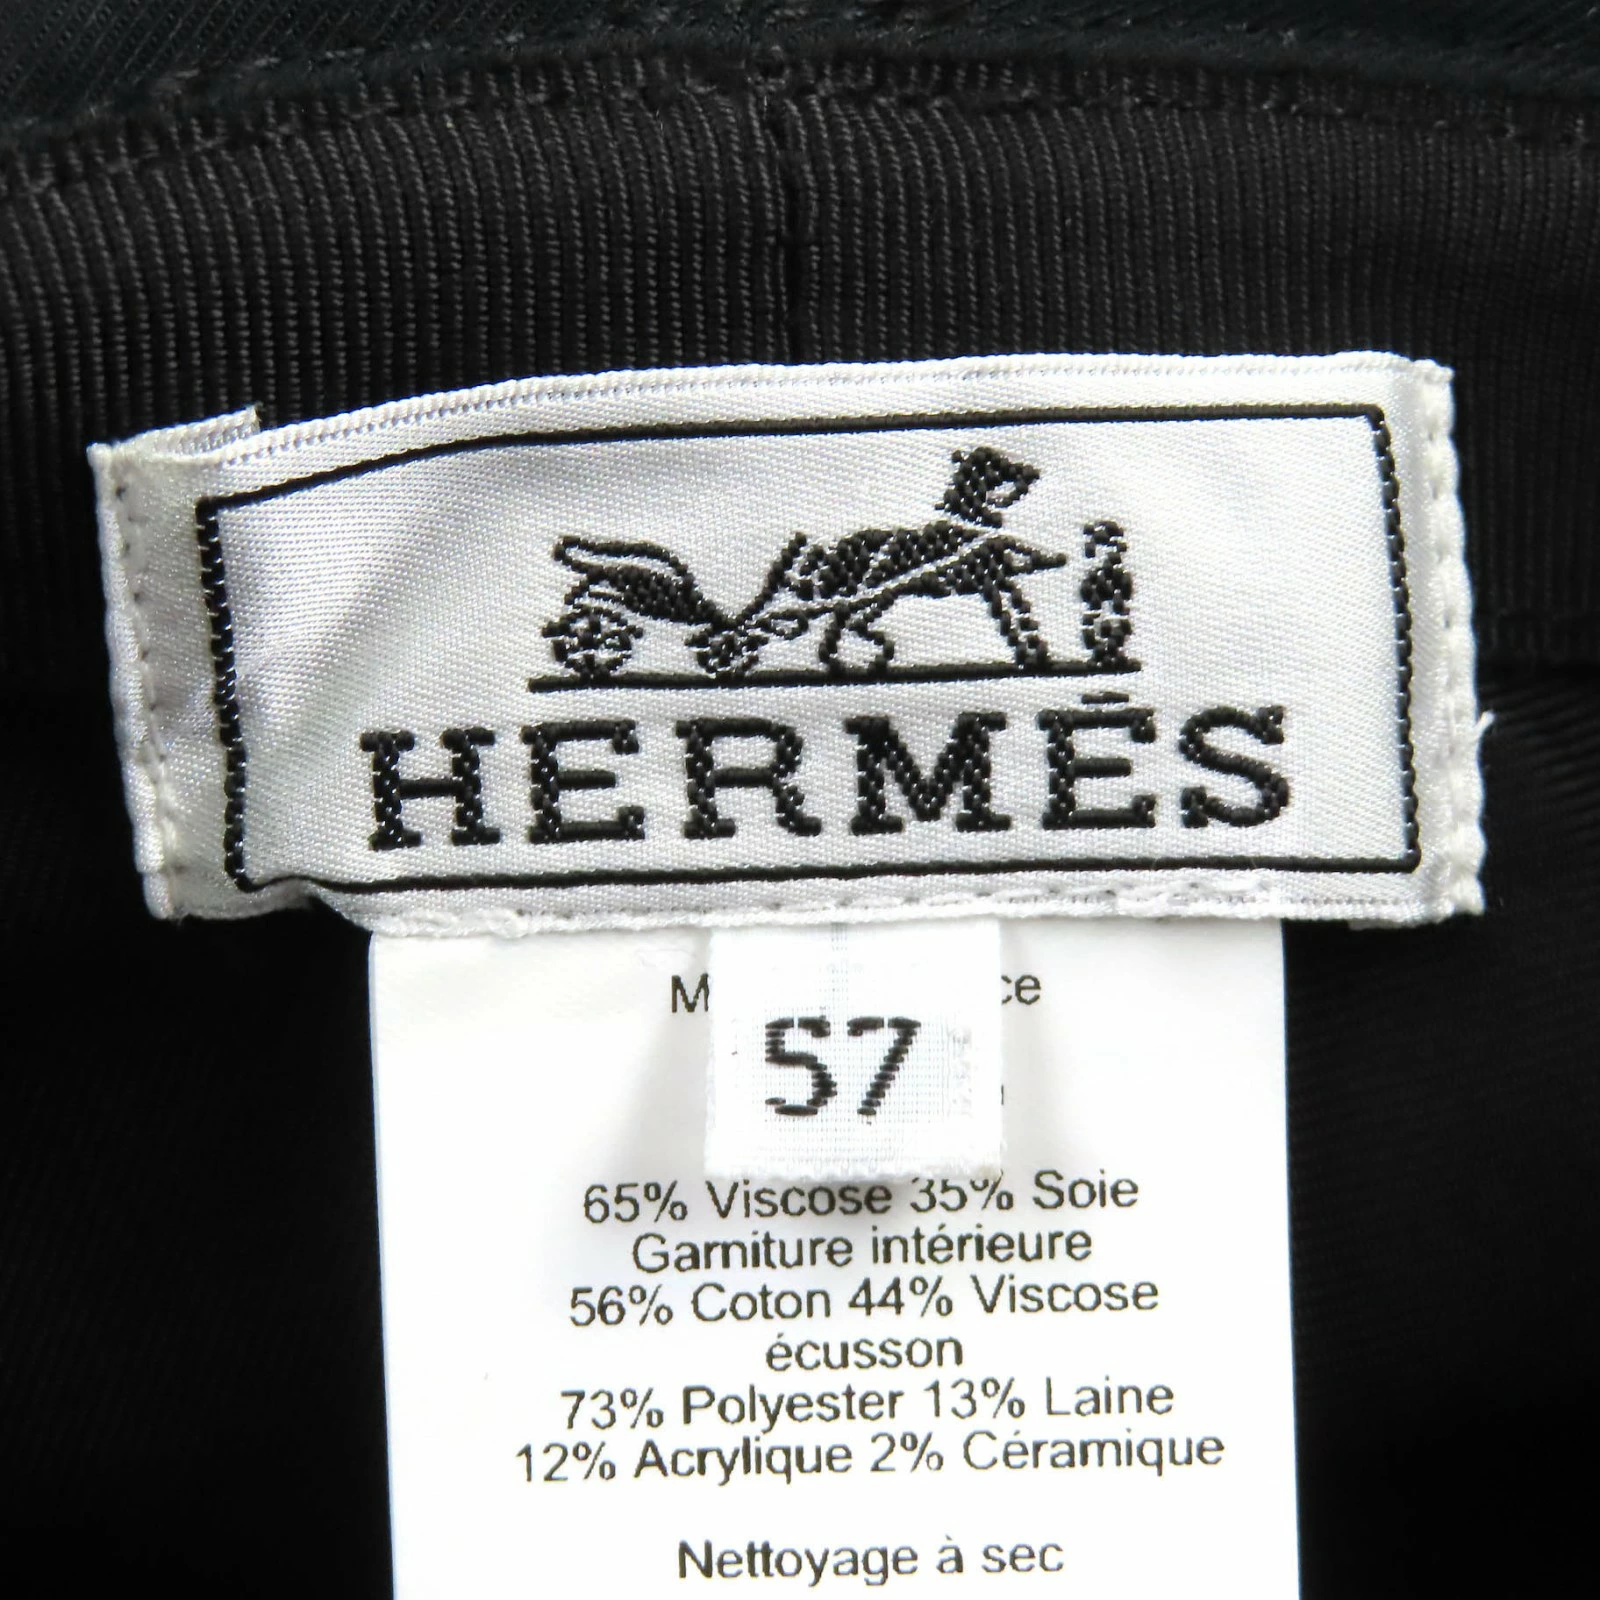 HERMÈS
57
65% Viscose 35% Soie
Garniture intérieure
56% Coton 44% Viscose
écusson
73% Polyester 13% Laine
12% Acrylique 2% Céramique
Nettoyage à sec